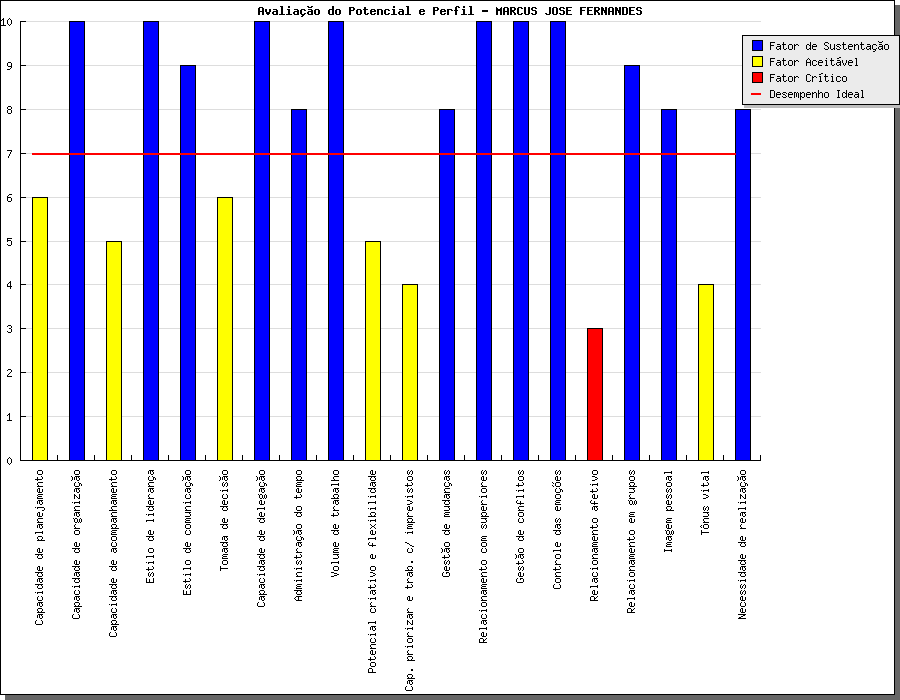 Avaliação do Potencial e Perfil - MARCUS JOSE FERNANDES
10
9
8
7
6
5
4
3
2
1
0
Fator de Sustentação
Fator Aceitável
Fator Crítico
Desempenho Ideal
Capacidade de planejamento
Capacidade de organização
Capacidade de acompanhamento
Estilo de liderança
Estilo de comunicação
Tomada de decisão
Capacidade de delegação
Administração do tempo
Volume de trabalho
Potencial criativo e flexibilidade
Cap. priorizar e trab. c/ imprevistos
Gestão de mudanças
Relacionamento com superiores
Gestão de conflitos
Controle das emoções
Relacionamento afetivo
Relacionamento em grupos
Imagem pessoal
Tônus vital
Necessidade de realização